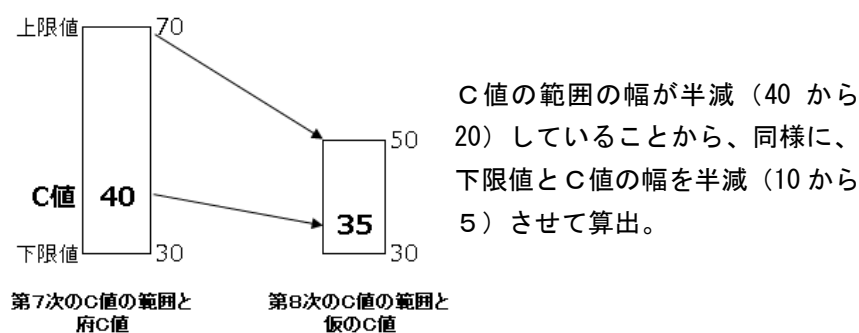 上限値 70
50
C値 40
35
下限値 30
30
第7次のC値の範囲と
府C値
第8次のC値の範囲と
仮のC値
C値の範囲の幅が半減（40 から
20）していることから、同様に、
下限値とC値の幅を半減（10 から
５）させて算出。